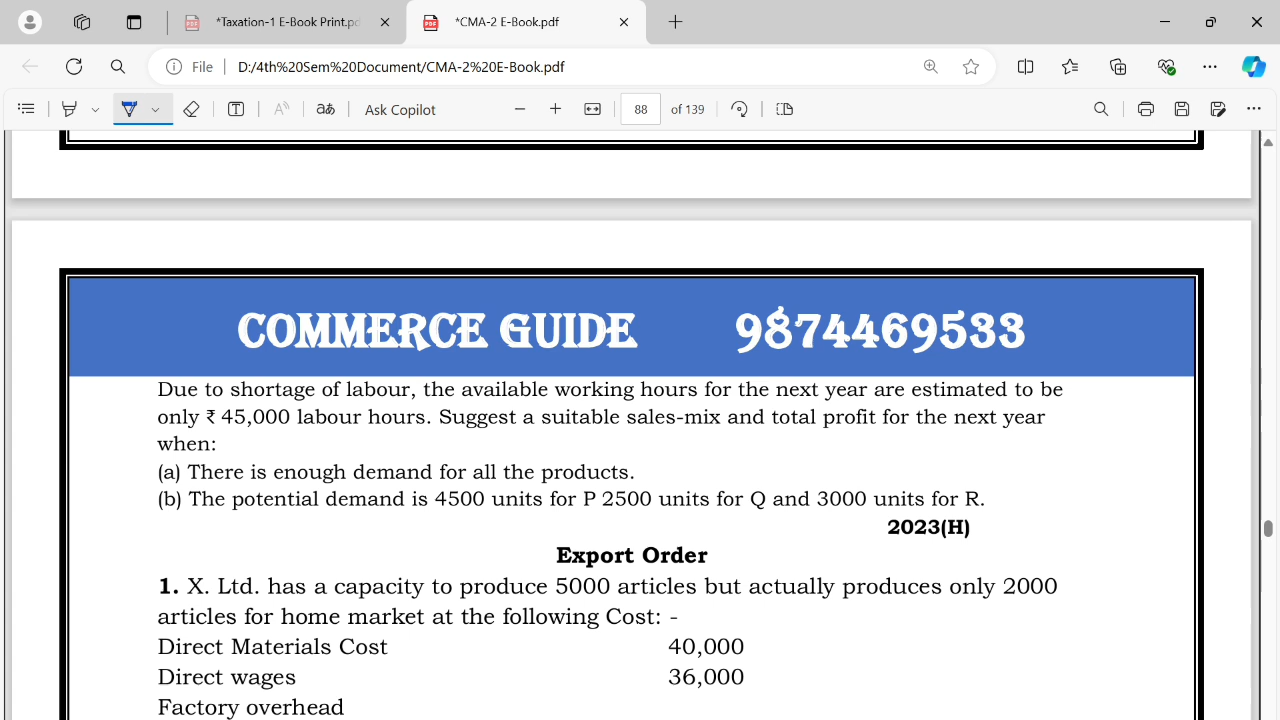 *Taxation-1 E-Book Print.pd
*CMA-2 E-Book.pdf
File
D:/4th%20Sem%20Document/CMA-2%20E-Book.pdf
aあ
Ask Copilot
88
of 139
COMMERCE GUIDE 9874469533
Due to shortage of labour, the available working hours for the next year are estimated to be
only ₹ 45,000 labour hours. Suggest a suitable sales-mix and total profit for the next year
when:
(a) There is enough demand for all the products.
(b) The potential demand is 4500 units for P 2500 units for Q and 3000 units for R.
2023(H)
Export Order
1. X. Ltd. has a capacity to produce 5000 articles but actually produces only 2000
articles for home market at the following Cost: -
Direct Materials Cost 40,000
Direct wages 36,000
Factory overhead